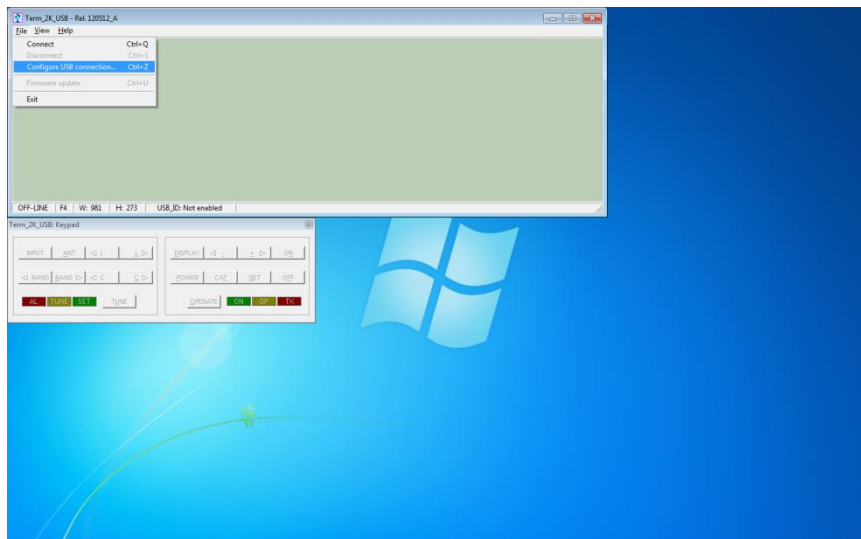 Term_2K_USB - Rel. 120512_A
File View Help
Connect Ctrl+Q
Disconnect Ctrl+S
Configure USB connection... Ctrl+Z
Firmware update Ctrl+U
Exit
OFF-LINE F4 W: 981 H: 273 USB_ID: Not enabled
Term_2K_USB: Keypad
INPUT ANT ◁ L L ▷ DISPLAY ◁ - + ▷ ON
◁ BAND BAND ▷ ◁ C C ▷ POWER CAT SET OFF
AL TUNE SET TUNE OPERATE ON OP TX